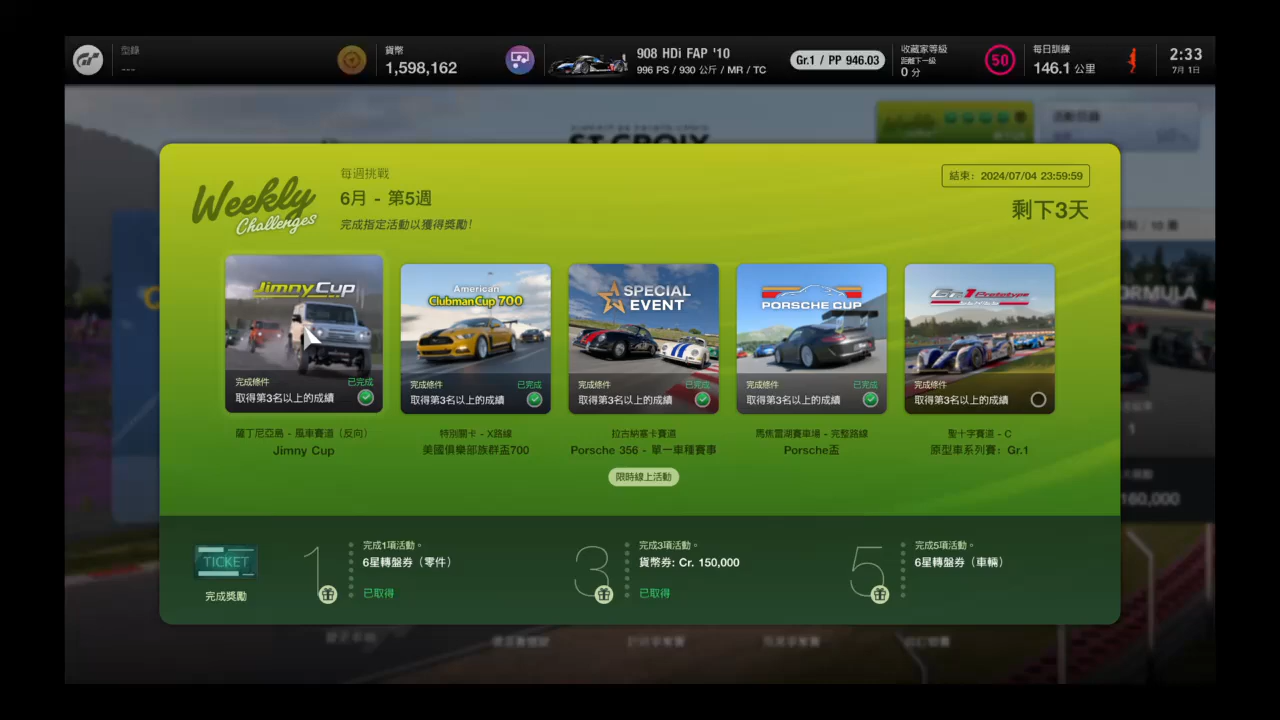 型錄
---
貨幣
1,598,162
908 HDi FAP '10
996 PS / 930 公斤 / MR / TC
Gr.1 / PP 946.03
收藏家等級
距離下一級
0 分
50
每日訓練
146.1 公里
2:33
7月 1日
ST.CROIX
Weekly
Challenges
每週挑戰
6月 - 第5週
完成指定活動以獲得獎勵!
結束: 2024/07/04 23:59:59
剩下3天
Jimny Cup
完成條件
已完成
取得第3名以上的成績
薩丁尼亞島 - 風車賽道（反向）
Jimny Cup
American
Clubman Cup 700
完成條件
已完成
取得第3名以上的成績
特別關卡 - X路線
美國俱樂部族群盃700
SPECIAL
EVENT
完成條件
已完成
取得第3名以上的成績
拉古納塞卡賽道
Porsche 356 - 單一車種賽事
限時線上活動
PORSCHE CUP
完成條件
已完成
取得第3名以上的成績
馬焦雷湖賽車場 - 完整路線
Porsche盃
Gr.1 Prototype
SERIES
完成條件
取得第3名以上的成績
聖十字賽道 - C
原型車系列賽: Gr.1
TICKET
完成獎勵
1
完成1項活動。
6星轉盤券（零件）
已取得
3
完成3項活動。
貨幣券: Cr. 150,000
已取得
5
完成5項活動。
6星轉盤券（車輛）